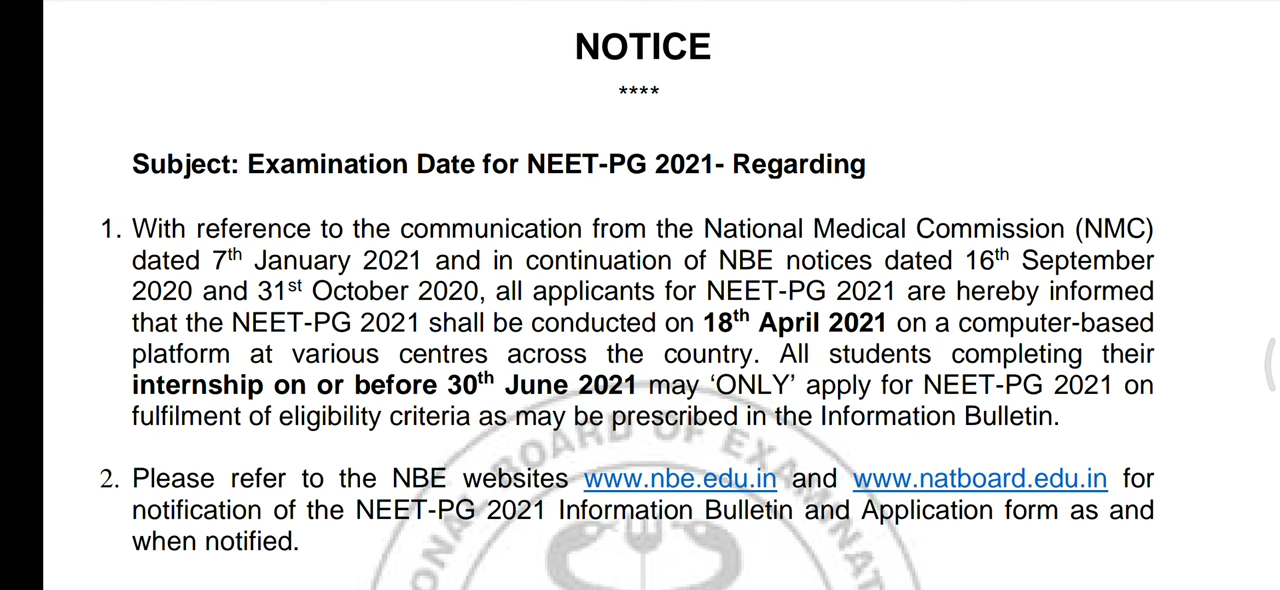 NOTICE
****
Subject: Examination Date for NEET-PG 2021- Regarding
1. With reference to the communication from the National Medical Commission (NMC)
dated 7th January 2021 and in continuation of NBE notices dated 16th September
2020 and 31st October 2020, all applicants for NEET-PG 2021 are hereby informed
that the NEET-PG 2021 shall be conducted on 18th April 2021 on a computer-based
platform at various centres across the country. All students completing their
internship on or before 30th June 2021 may ‘ONLY’ apply for NEET-PG 2021 on
fulfilment of eligibility criteria as may be prescribed in the Information Bulletin.
2. Please refer to the NBE websites www.nbe.edu.in and www.natboard.edu.in for
notification of the NEET-PG 2021 Information Bulletin and Application form as and
when notified.
BOARD OF